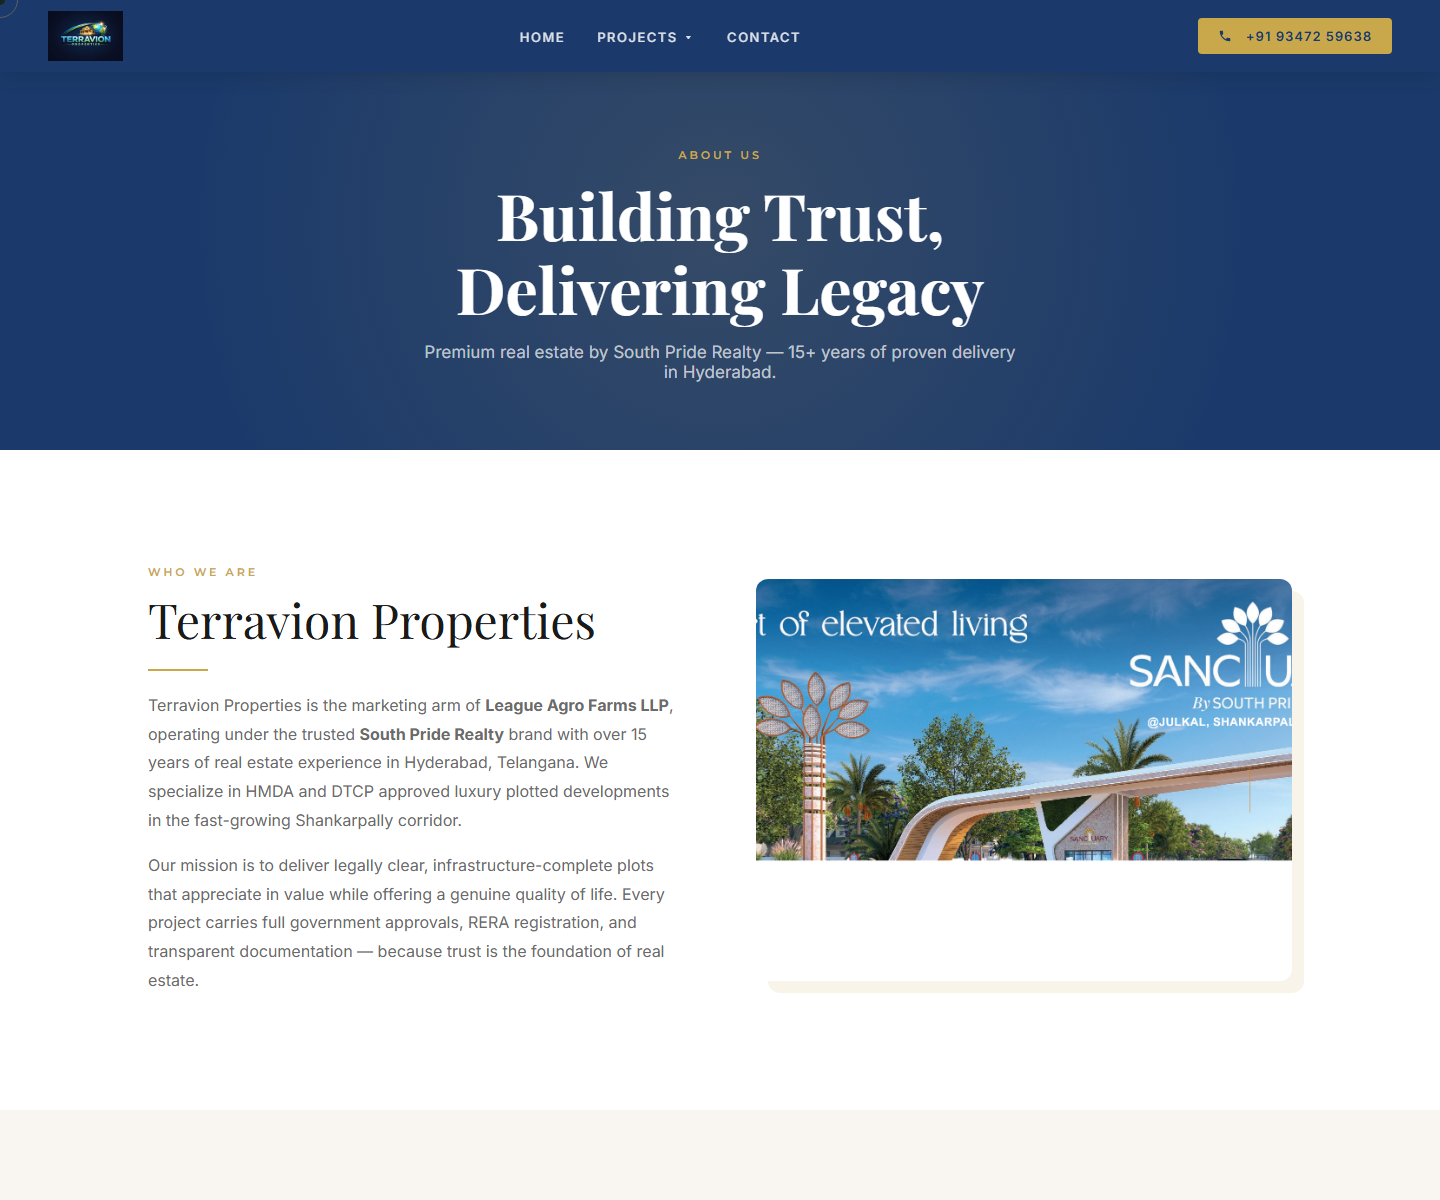 TERRAVION
PROPERTIES
HOME
PROJECTS
CONTACT
+91 93472 59638
ABOUT US
Building Trust,
Delivering Legacy
Premium real estate by South Pride Realty — 15+ years of proven delivery
in Hyderabad.
WHO WE ARE
Terravion Properties
Terravion Properties is the marketing arm of League Agro Farms LLP,
operating under the trusted South Pride Realty brand with over 15
years of real estate experience in Hyderabad, Telangana. We
specialize in HMDA and DTCP approved luxury plotted developments
in the fast-growing Shankarpally corridor.
Our mission is to deliver legally clear, infrastructure-complete plots
that appreciate in value while offering a genuine quality of life. Every
project carries full government approvals, RERA registration, and
transparent documentation — because trust is the foundation of real
estate.
t of elevated living
SANCTU
By SOUTH PRI
@JULKAL, SHANKARPAL
SANCTUARY